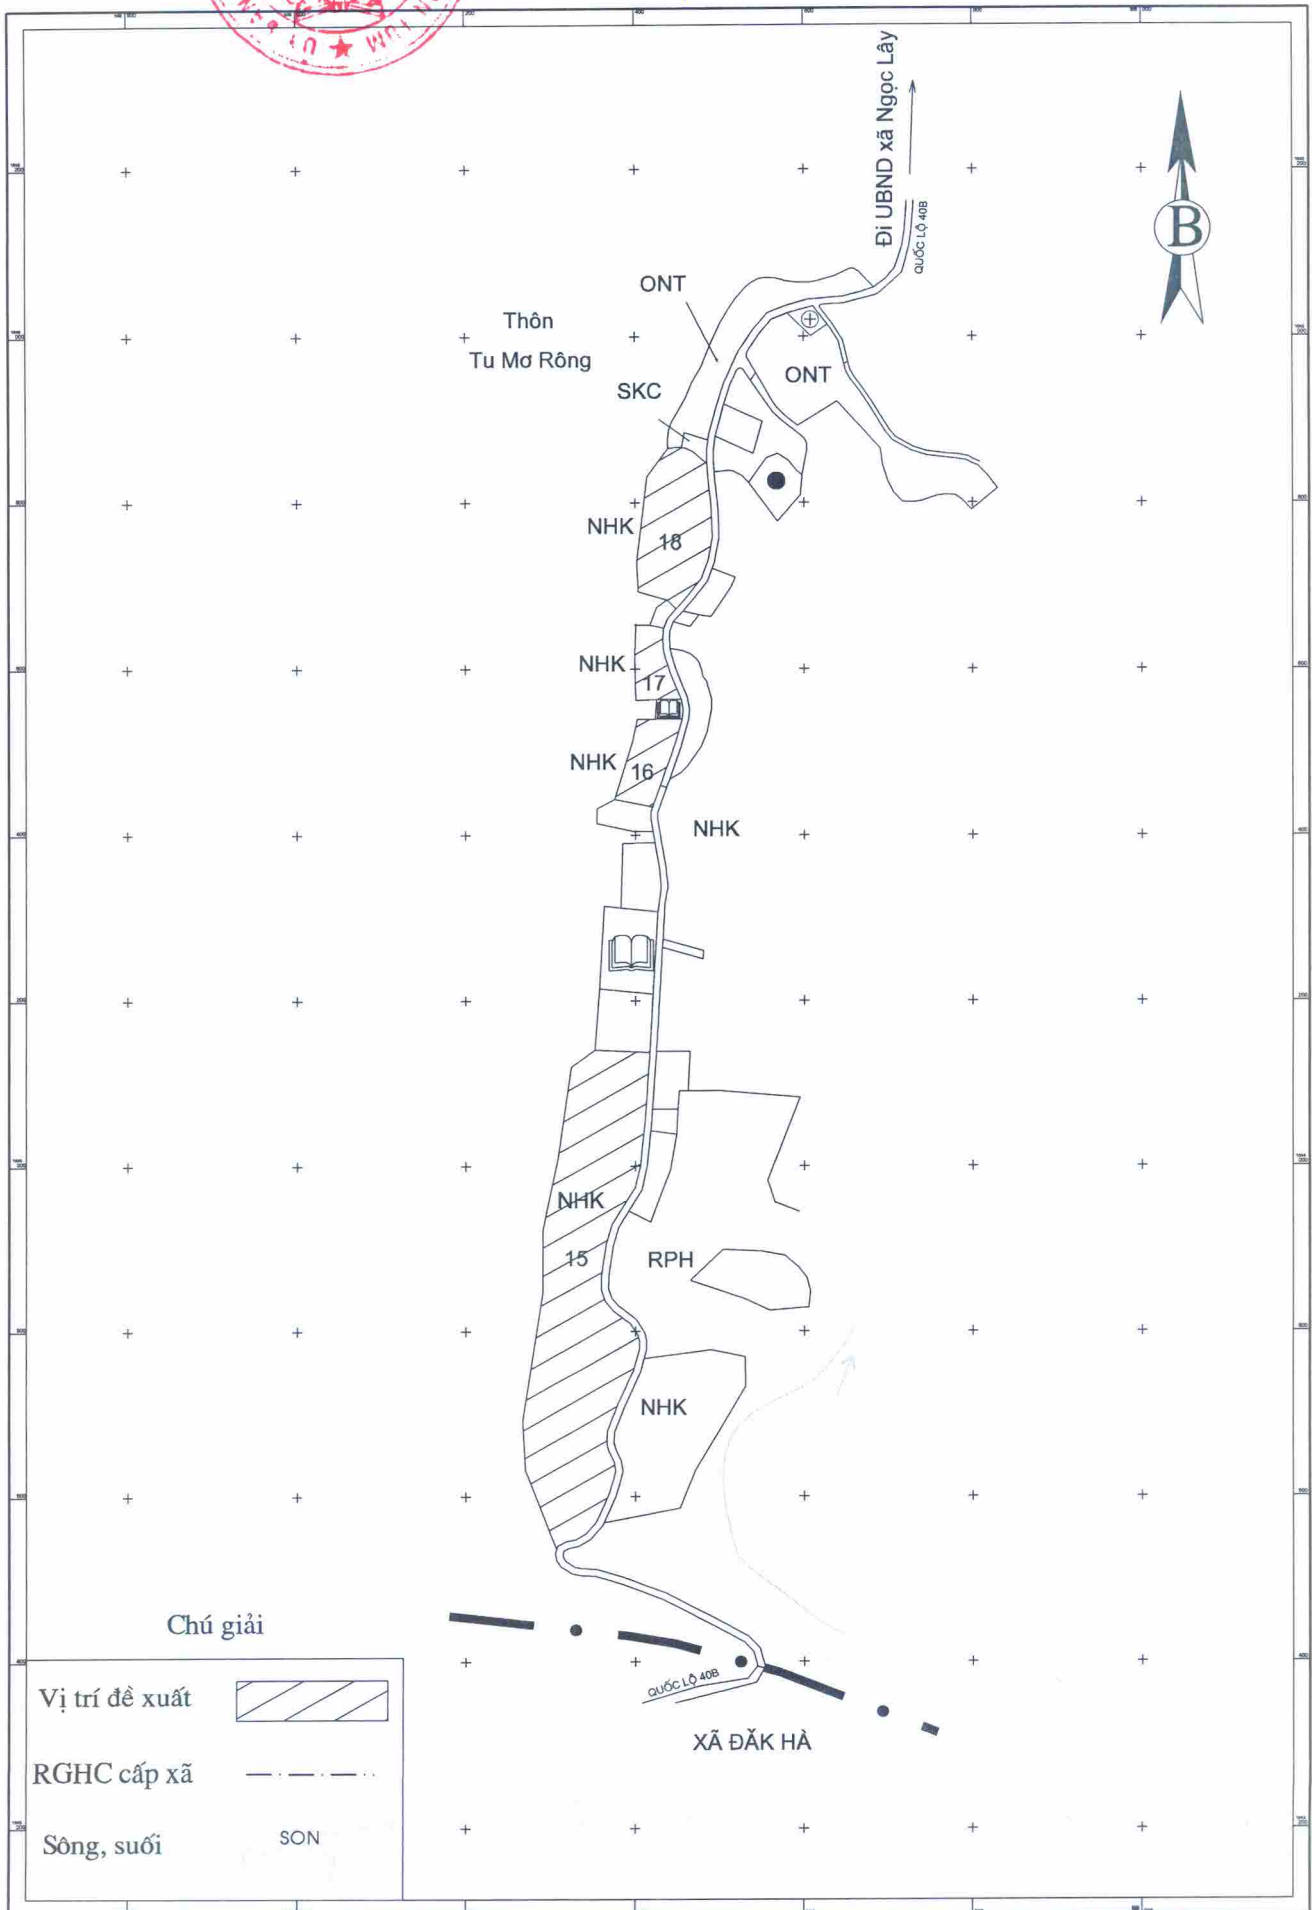 Đi UBND xã Ngọc Lây
QUỐC LỘ 40B
B
ONT
Thôn
Tu Mơ Rông
ONT
SKC
NHK
18
NHK
17
NHK
16
NHK
NHK
15
RPH
NHK
Chú giải
QUỐC LỘ 40B
Vị trí đề xuất
XÃ ĐẮK HÀ
RGHC cấp xã
Sông, suối
SON